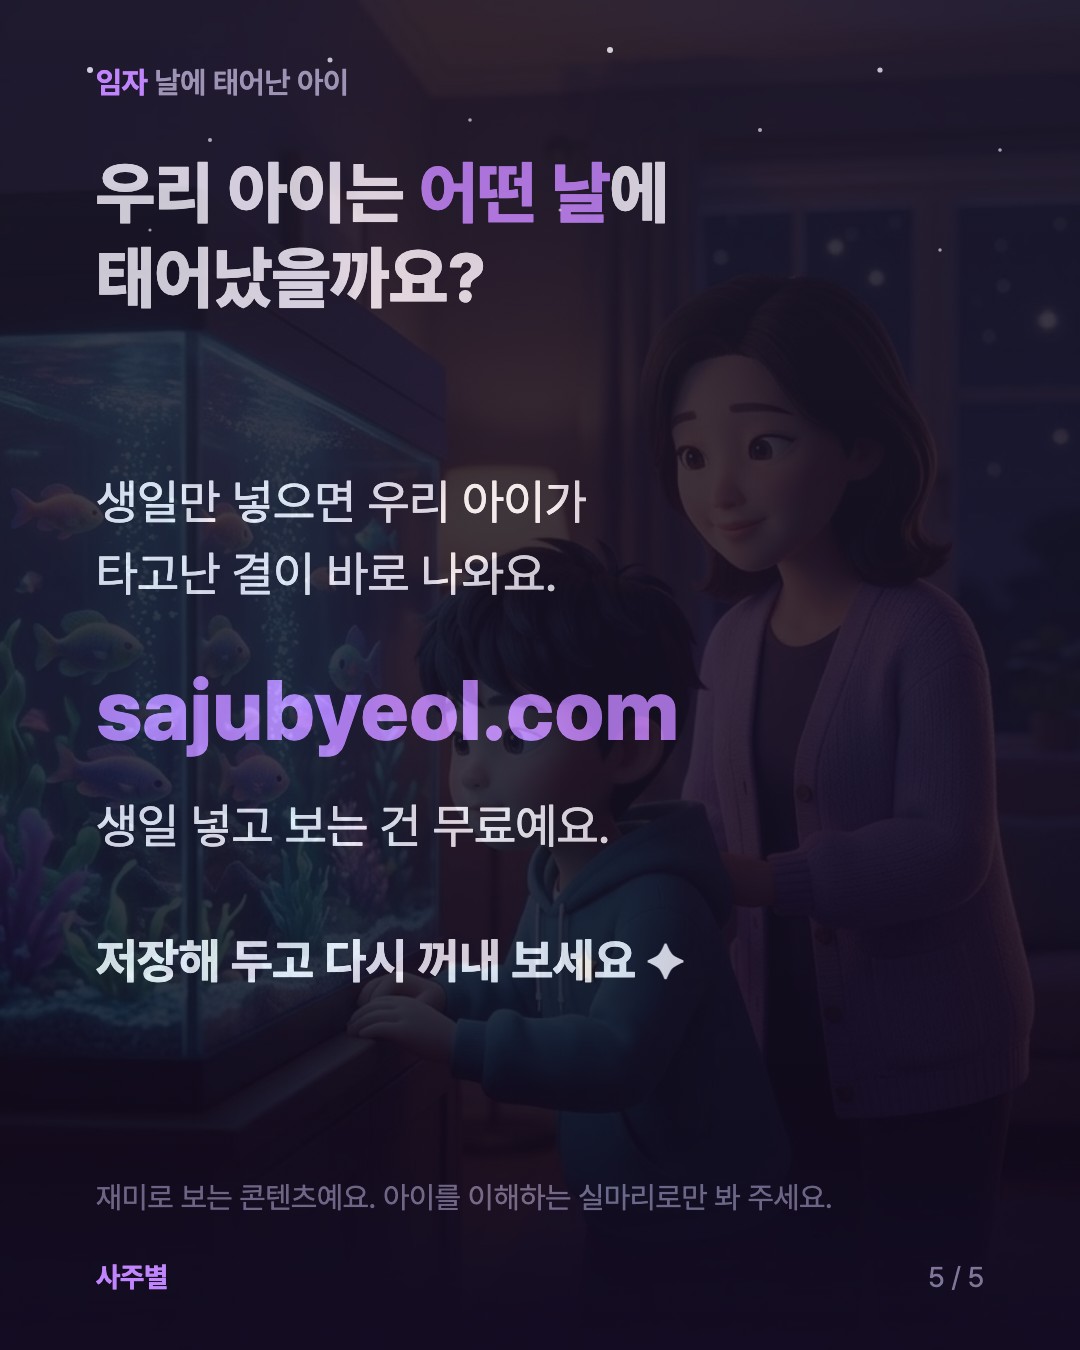 임자 날에 태어난 아이
우리 아이는 어떤 날에
태어났을까요?
생일만 넣으면 우리 아이가
타고난 결이 바로 나와요.
sajubyeol.com
생일 넣고 보는 건 무료예요.
저장해 두고 다시 꺼내 보세요 ✦
재미로 보는 콘텐츠예요. 아이를 이해하는 실마리로만 봐 주세요.
사주별
5 / 5